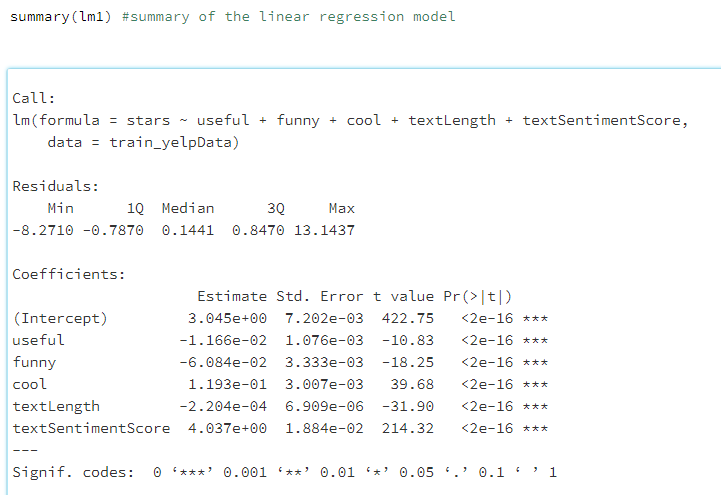 summary(lm1) #summary of the linear regression model
Call:
lm(formula = stars ~ useful + funny + cool + textLength + textSentimentScore,
    data = train_yelpData)
Residuals:
    Min      1Q  Median      3Q     Max
-8.2710 -0.7870  0.1441  0.8470 13.1437
Coefficients:
                     Estimate Std. Error t value Pr(>|t|)
(Intercept)         3.045e+00  7.202e-03  422.75   <2e-16 ***
useful             -1.166e-02  1.076e-03  -10.83   <2e-16 ***
funny              -6.084e-02  3.333e-03  -18.25   <2e-16 ***
cool                1.193e-01  3.007e-03   39.68   <2e-16 ***
textLength         -2.204e-04  6.909e-06  -31.90   <2e-16 ***
textSentimentScore  4.037e+00  1.884e-02  214.32   <2e-16 ***
---
Signif. codes:  0 ‘***’ 0.001 ‘**’ 0.01 ‘*’ 0.05 ‘.’ 0.1 ‘ ’ 1